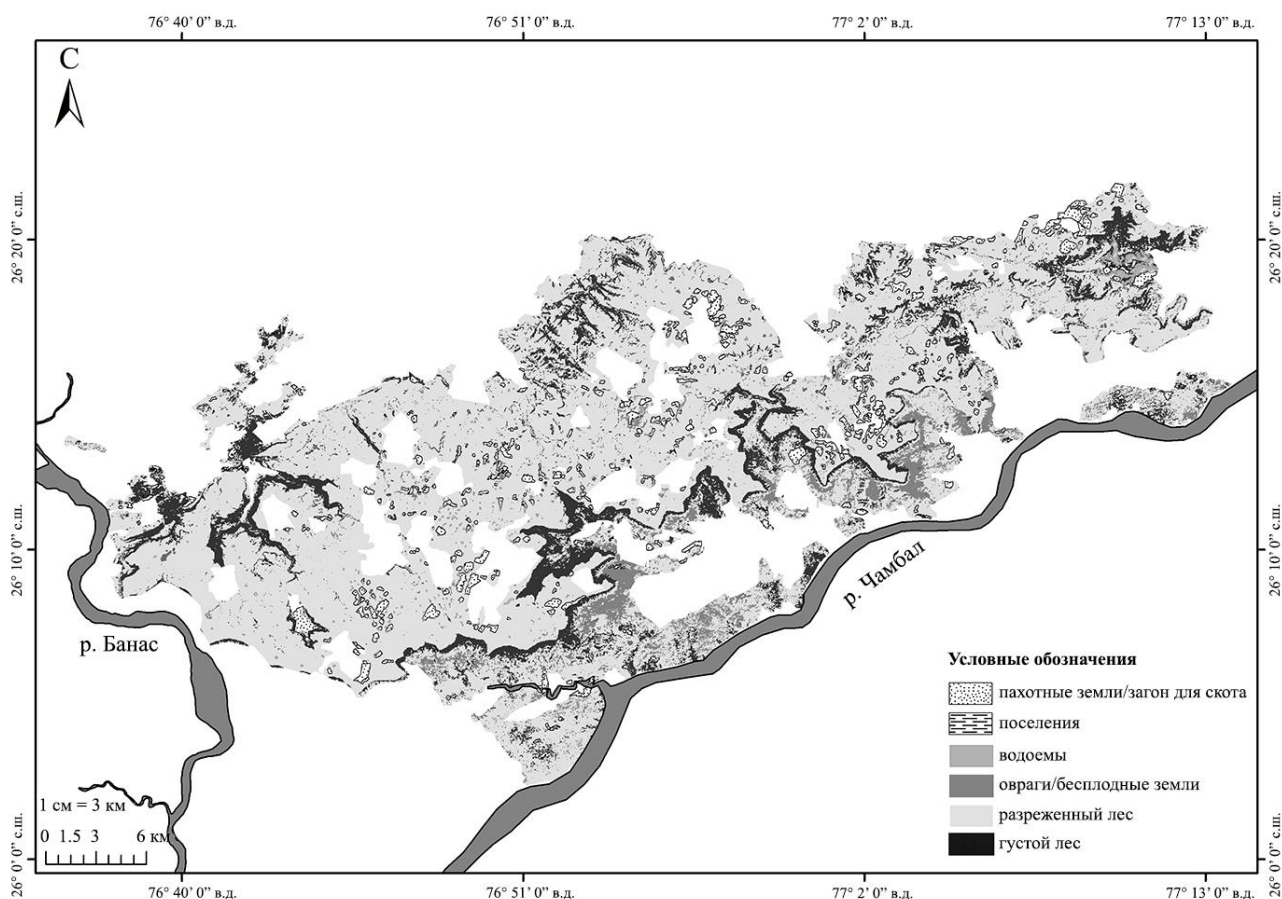 76° 40’ 0” в.д.
76° 51’ 0” в.д.
77° 2’ 0” в.д.
77° 13’ 0” в.д.
С
26° 20’ 0” с.ш.
26° 20’ 0” с.ш.
26° 10’ 0” с.ш.
26° 10’ 0” с.ш.
р. Чамбал
р. Банас
Условные обозначения
пахотные земли/загон для скота
поселения
водоемы
овраги/бесплодные земли
разреженный лес
густой лес
1 см = 3 км
0 1.5 3 6 км
26° 0’ 0” с.ш.
26° 0’ 0” с.ш.
76° 40’ 0” в.д.
76° 51’ 0” в.д.
77° 2’ 0” в.д.
77° 13’ 0” в.д.